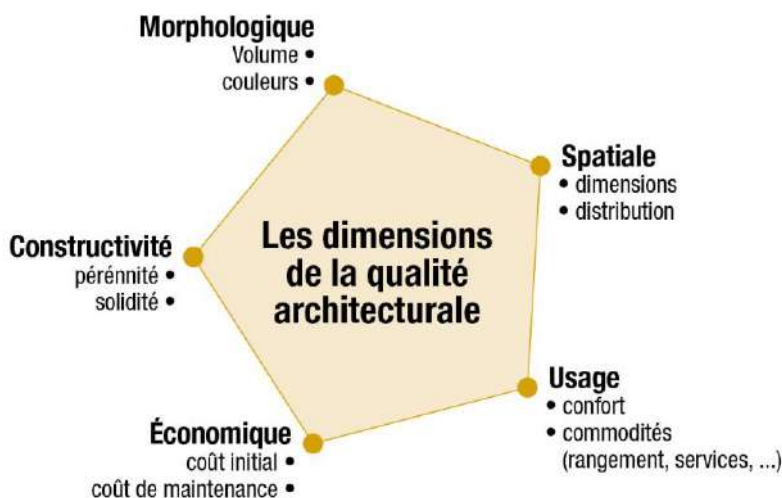 Morphologique
Volume •
couleurs •
Spatiale
• dimensions
• distribution
Les dimensions
de la qualité
architecturale
Constructivité
pérénnité •
solidité •
Usage
• confort
• commodités
(rangement, services, ...)
Économique
coût initial •
coût de maintenance •